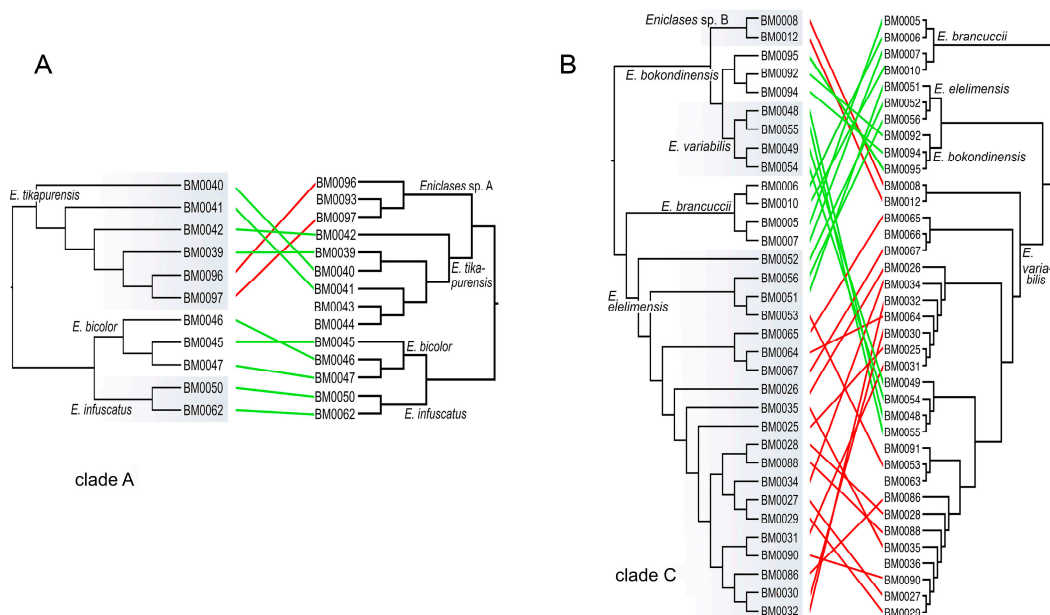 A
E. tikapurensis
BM0040
BM0041
BM0042
BM0039
BM0096
BM0097
E. bicolor
BM0046
BM0045
BM0047
BM0050
E. infuscatus
BM0062
clade A
BM0096
Eniclases sp. A
BM0093
BM0097
BM0042
BM0039
E. tika-
purensis
BM0040
BM0041
BM0043
BM0044
BM0045
E. bicolor
BM0046
BM0047
BM0050
E. infuscatus
BM0062
B
Eniclases sp. B
BM0008
BM0012
BM0095
E. bokondinensis
BM0092
BM0094
BM0048
BM0055
E. variabilis
BM0049
BM0054
BM0006
BM0010
E. brancuccii
BM0005
BM0007
BM0052
BM0056
E.
elelimensis
BM0051
BM0053
BM0065
BM0064
BM0067
BM0026
BM0035
BM0025
BM0028
BM0088
BM0034
BM0027
BM0029
BM0031
BM0090
BM0086
BM0030
BM0032
clade C
BM0005
BM0006
E. brancuccii
BM0007
BM0010
BM0051
E. elelimensis
BM0052
BM0056
BM0092
BM0094
E. bokondinensis
BM0095
BM0008
BM0012
BM0065
BM0066
BM0067
E.
varia-
bilis
BM0026
BM0034
BM0032
BM0064
BM0030
BM0025
BM0031
BM0049
BM0054
BM0048
BM0055
BM0091
BM0053
BM0063
BM0086
BM0028
BM0088
BM0035
BM0036
BM0090
BM0027
BM0029